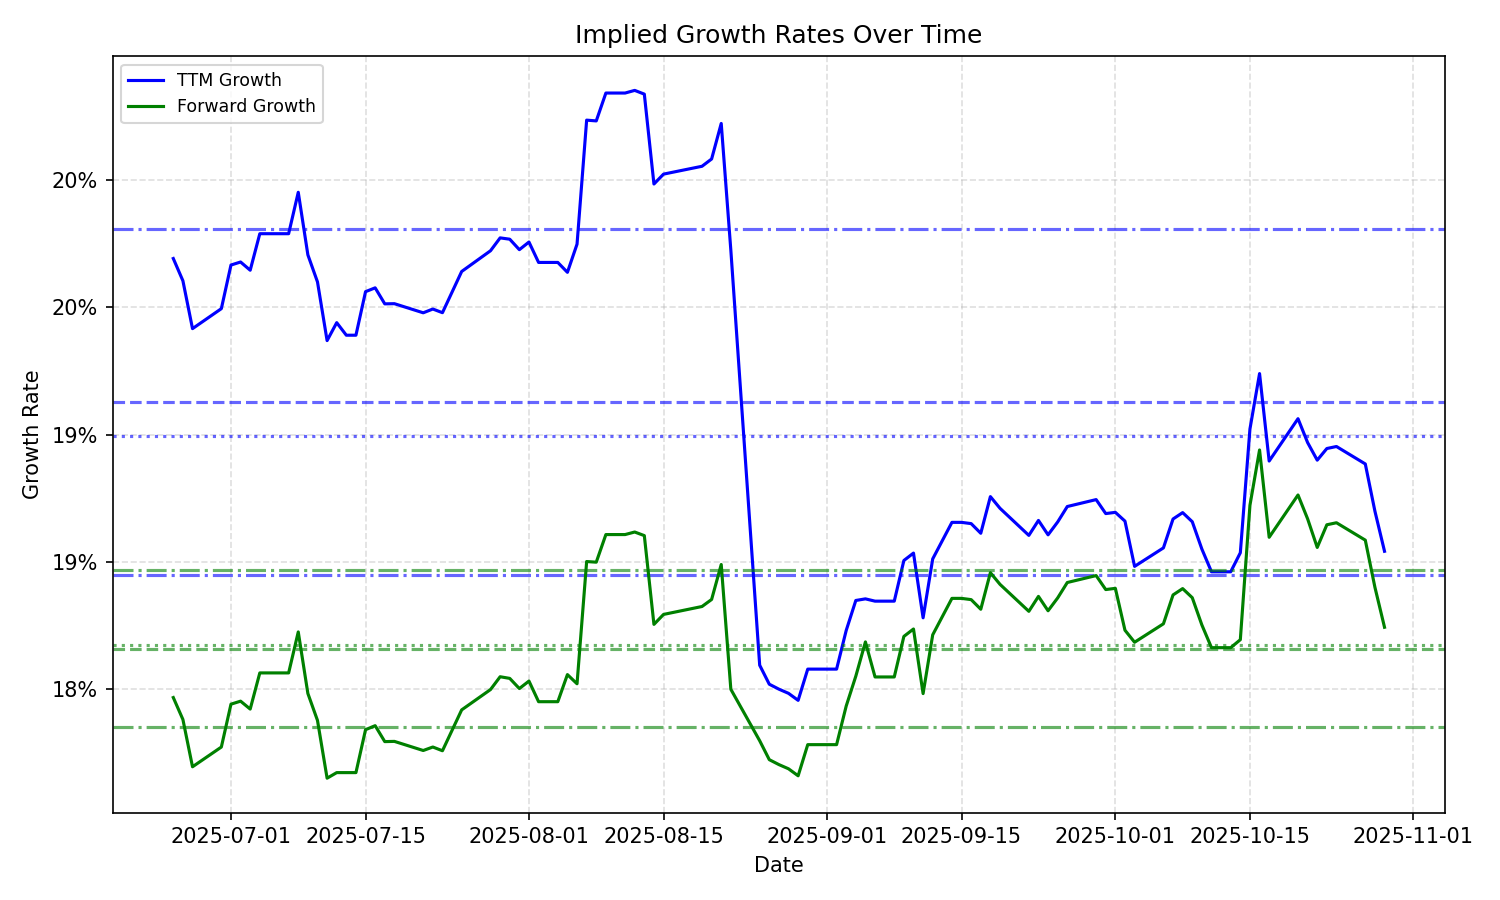 Implied Growth Rates Over Time
TTM Growth
Forward Growth
Growth Rate
20%
20%
19%
19%
18%
2025-07-01 2025-07-15 2025-08-01 2025-08-15 2025-09-01 2025-09-15 2025-10-01 2025-10-15 2025-11-01
Date